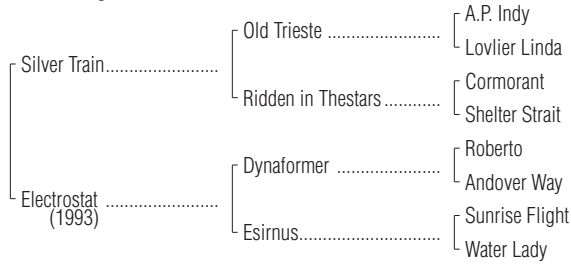 A.P. Indy
Old Trieste ......................
Lovlier Linda
Silver Train......................
Cormorant
Ridden in Thestars............
Shelter Strait
Roberto
Dynaformer ....................
Andover Way
Electrostat ......................
(1993)
Sunrise Flight
Esirnus...........................
Water Lady